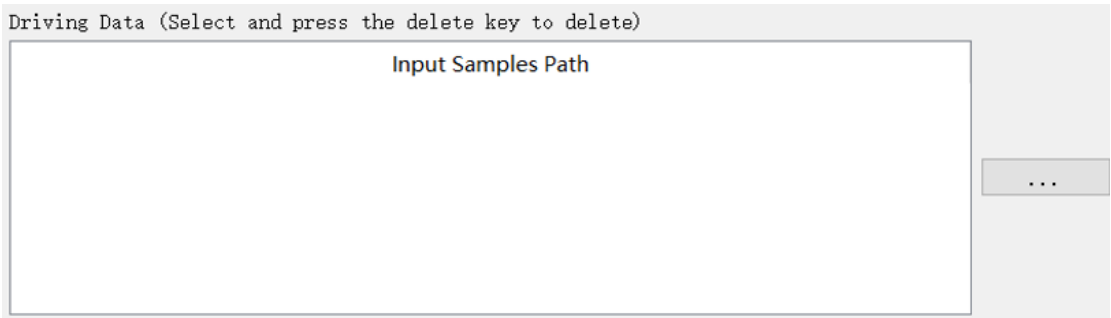 Driving Data (Select and press the delete key to delete)
Input Samples Path
...